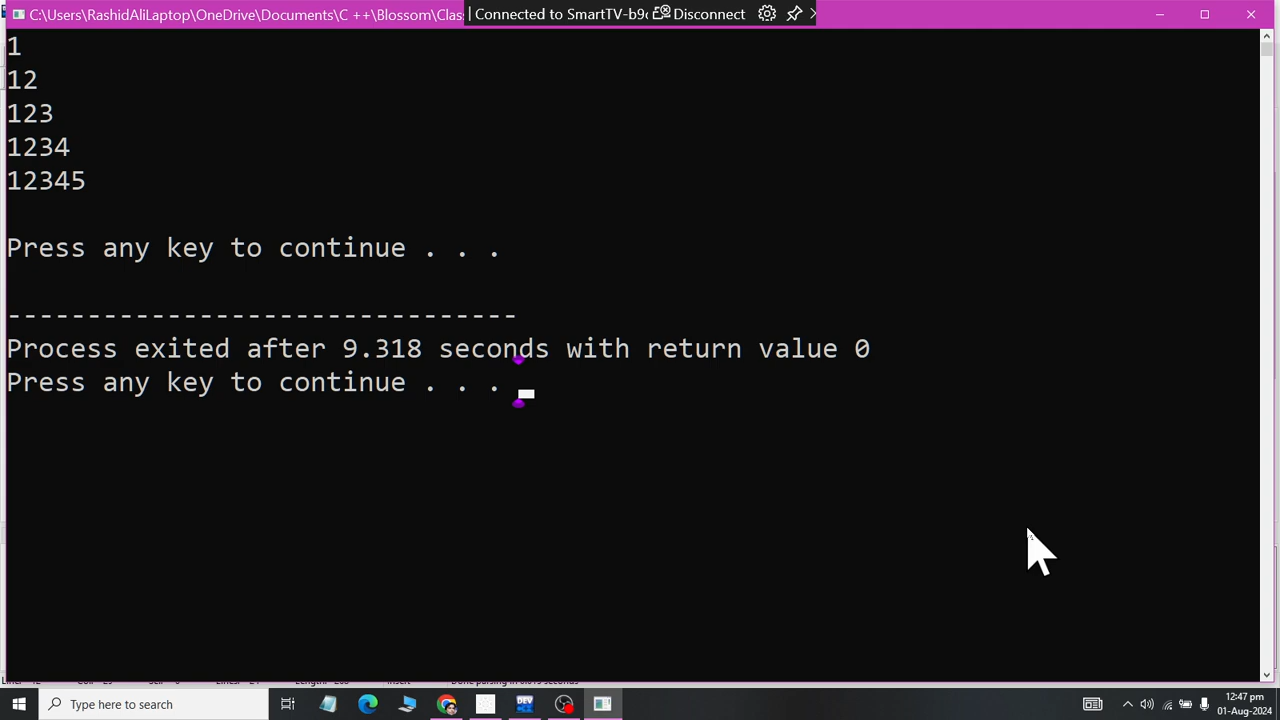 C:\Users\RashidAliLaptop\OneDrive\Documents\C ++\Blossom\Clas
Connected to SmartTV-b9 Disconnect
1
12
123
1234
12345
Press any key to continue . . .
--------------------------------
Process exited after 9.318 seconds with return value 0
Press any key to continue . . .
Type here to search
DEV
12:47 pm
01-Aug-2024